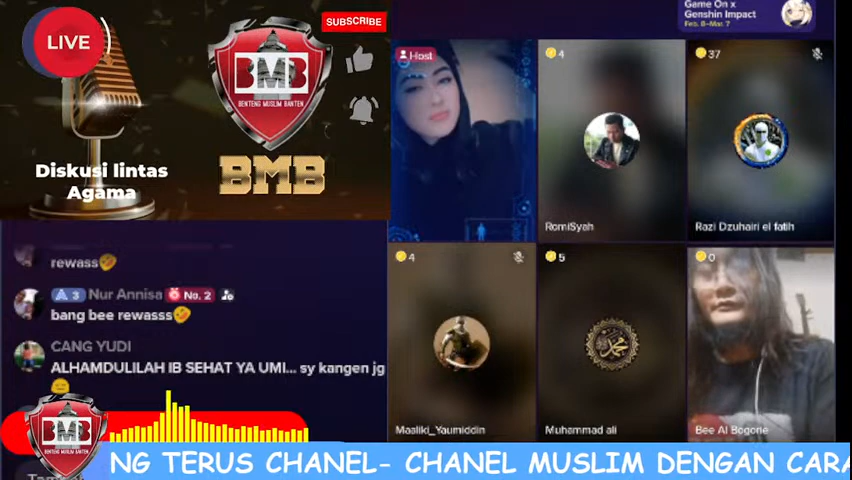 LIVE
SUBSCRIBE
BMB
BENTENG MUSLIM BANTEN
BMB
Diskusi lintas
Agama
Game On x
Genshin Impact
Feb. 8-Mar. 7
Host
4
37
RomiSyah
Razi Dzuhairi el fatih
rewass🤣
3 Nur Annisa No. 2
bang bee rewasss🤣
CANG YUDI
ALHAMDULILAH IB SEHAT YA UMI... sy kangen jg
4
5
0
Maaliki_Yaumiddin
Muhammad ali
Bee Al Bogone
BMB
NG TERUS CHANEL- CHANEL MUSLIM DENGAN CARA